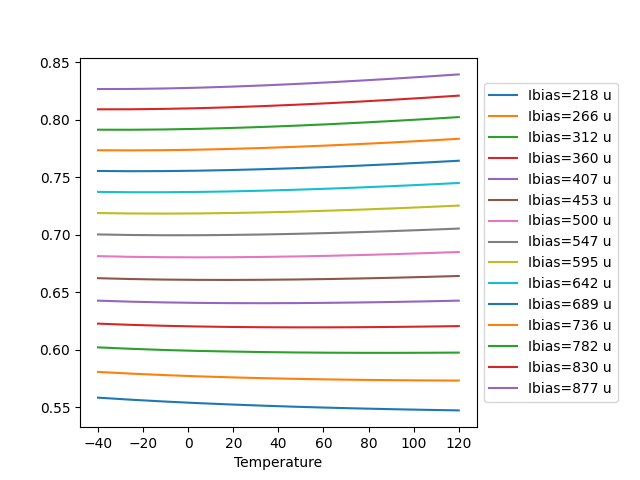 0.85
0.80
0.75
0.70
0.65
0.60
0.55
−40
−20
0
20
40
60
80
100
120
Temperature
Ibias=218 u
Ibias=266 u
Ibias=312 u
Ibias=360 u
Ibias=407 u
Ibias=453 u
Ibias=500 u
Ibias=547 u
Ibias=595 u
Ibias=642 u
Ibias=689 u
Ibias=736 u
Ibias=782 u
Ibias=830 u
Ibias=877 u